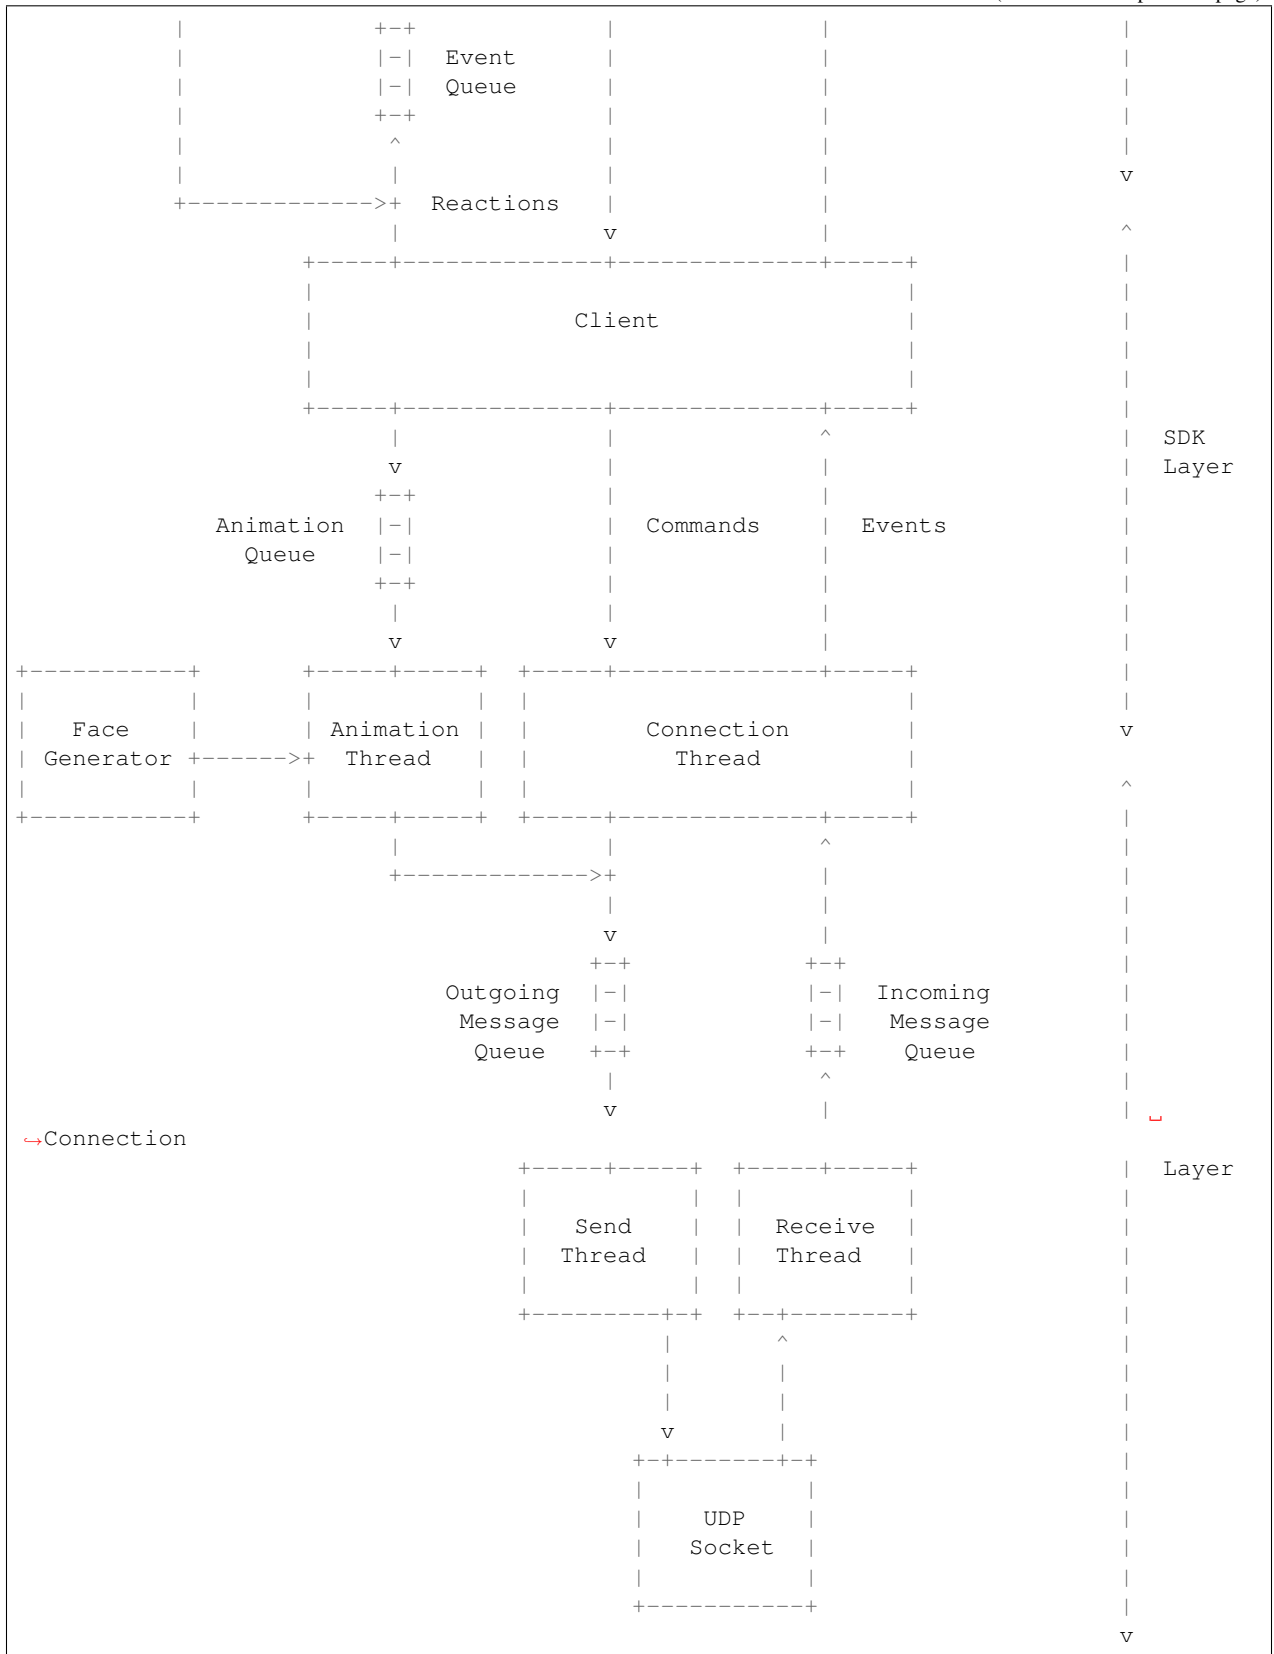 Event
Queue
Reactions
v
v
Client
SDK
v Layer
Animation Commands Events
Queue
v v
Face Animation Connection v
Generator Thread Thread
v
Outgoing Incoming
Message Message
Queue Queue
v ␣
↪Connection
Layer
Send Receive
Thread Thread
v
UDP
Socket
v